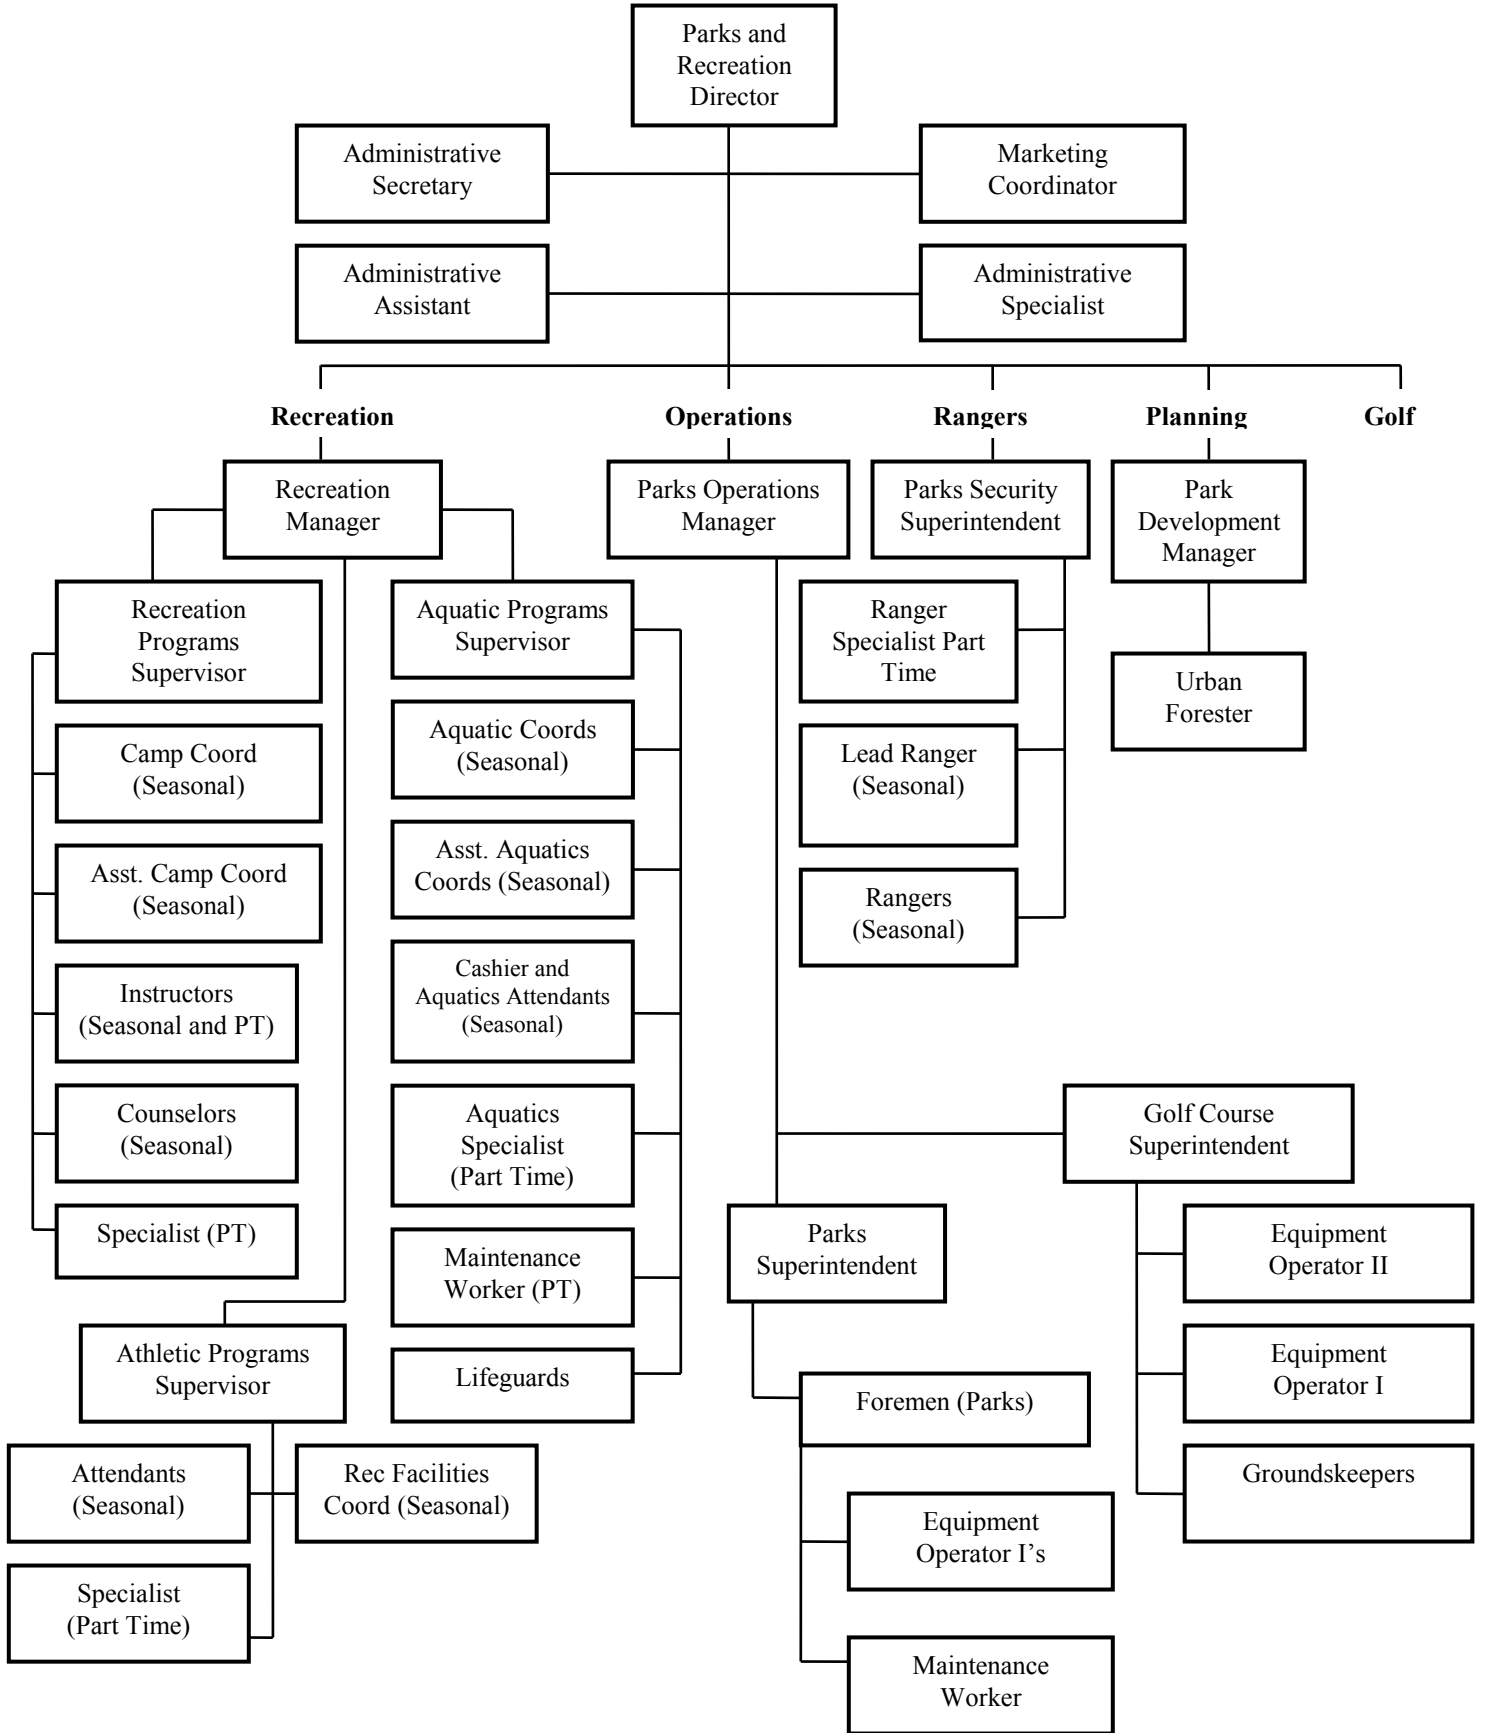 Parks and
Recreation
Director
Administrative
Secretary
Marketing
Coordinator
Administrative
Assistant
Administrative
Specialist
Recreation
Operations
Rangers
Planning
Golf
Recreation
Manager
Parks Operations
Manager
Parks Security
Superintendent
Park
Development
Manager
Recreation
Programs
Supervisor
Aquatic Programs
Supervisor
Ranger
Specialist Part
Time
Urban
Forester
Camp Coord
(Seasonal)
Aquatic Coords
(Seasonal)
Lead Ranger
(Seasonal)
Asst. Camp Coord
(Seasonal)
Asst. Aquatics
Coords (Seasonal)
Rangers
(Seasonal)
Instructors
(Seasonal and PT)
Cashier and
Aquatics Attendants
(Seasonal)
Counselors
(Seasonal)
Aquatics
Specialist
(Part Time)
Golf Course
Superintendent
Specialist (PT)
Maintenance
Worker (PT)
Parks
Superintendent
Equipment
Operator II
Athletic Programs
Supervisor
Lifeguards
Foremen (Parks)
Equipment
Operator I
Attendants
(Seasonal)
Rec Facilities
Coord (Seasonal)
Equipment
Operator I’s
Groundskeepers
Specialist
(Part Time)
Maintenance
Worker